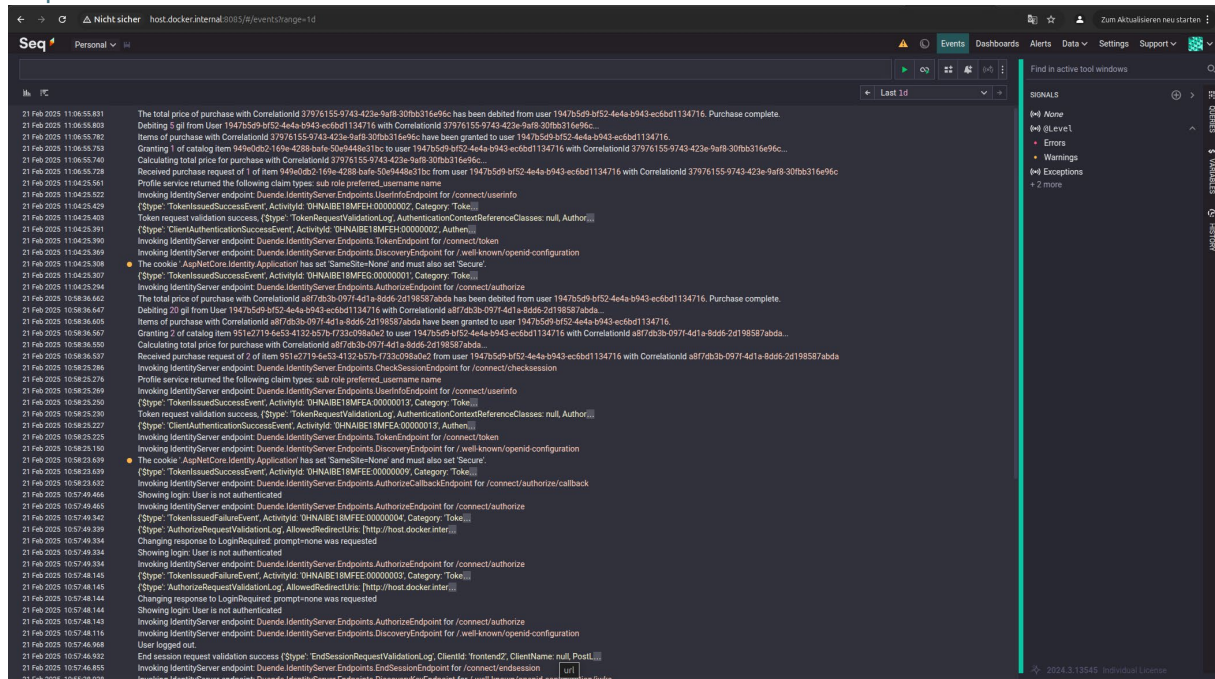 Nicht sicher host.docker.internal:8085/#/events?range=1d
Zum Aktualisieren neu starten
Seq Personal
Events Dashboards Alerts Data Settings Support
Find in active tool windows
Last 1d
SIGNALS
None
@Level
Errors
Warnings
Exceptions
+ 2 more
QUERIES
VARIABLES
HISTORY
21 Feb 2025 11:06:55.831 The total price of purchase with CorrelationId 37976155-9743-423e-9af8-30fbb316e96c has been debited from user 1947b5d9-bf52-4e4a-b943-ec6bd1134716. Purchase complete.
21 Feb 2025 11:06:55.803 Debiting 5 gil from User 1947b5d9-bf52-4e4a-b943-ec6bd1134716 with CorrelationId 37976155-9743-423e-9af8-30fbb316e96c...
21 Feb 2025 11:06:55.782 Items of purchase with CorrelationId 37976155-9743-423e-9af8-30fbb316e96c have been granted to user 1947b5d9-bf52-4e4a-b943-ec6bd1134716.
21 Feb 2025 11:06:55.753 Granting 1 of catalog item 949e0db2-169e-4288-bafe-50e9448e31bc to user 1947b5d9-bf52-4e4a-b943-ec6bd1134716 with CorrelationId 37976155-9743-423e-9af8-30fbb316e96c...
21 Feb 2025 11:06:55.740 Calculating total price for purchase with CorrelationId 37976155-9743-423e-9af8-30fbb316e96c...
21 Feb 2025 11:06:55.728 Received purchase request of 1 of item 949e0db2-169e-4288-bafe-50e9448e31bc from user 1947b5d9-bf52-4e4a-b943-ec6bd1134716 with CorrelationId 37976155-9743-423e-9af8-30fbb316e96c
21 Feb 2025 11:04:25.561 Profile service returned the following claim types: sub role preferred_username name
21 Feb 2025 11:04:25.522 Invoking IdentityServer endpoint: Duende.IdentityServer.Endpoints.UserInfoEndpoint for /connect/userinfo
21 Feb 2025 11:04:25.429 {'$type': 'TokenIssuedSuccessEvent', ActivityId: '0HNAIBE18MFEH:00000002', Category: 'Toke...
21 Feb 2025 11:04:25.403 Token request validation success, {'$type': 'TokenRequestValidationLog', AuthenticationContextReferenceClasses: null, Author...
21 Feb 2025 11:04:25.391 {'$type': 'ClientAuthenticationSuccessEvent', ActivityId: '0HNAIBE18MFEH:00000002', Authen...
21 Feb 2025 11:04:25.390 Invoking IdentityServer endpoint: Duende.IdentityServer.Endpoints.TokenEndpoint for /connect/token
21 Feb 2025 11:04:25.369 Invoking IdentityServer endpoint: Duende.IdentityServer.Endpoints.DiscoveryEndpoint for /.well-known/openid-configuration
21 Feb 2025 11:04:25.308 The cookie '.AspNetCore.Identity.Application' has set 'SameSite=None' and must also set 'Secure'.
21 Feb 2025 11:04:25.307 {'$type': 'TokenIssuedSuccessEvent', ActivityId: '0HNAIBE18MFEG:00000001', Category: 'Toke...
21 Feb 2025 11:04:25.294 Invoking IdentityServer endpoint: Duende.IdentityServer.Endpoints.AuthorizeEndpoint for /connect/authorize
21 Feb 2025 10:58:36.662 The total price of purchase with CorrelationId a8f7db3b-097f-4d1a-8dd6-2d198587abda has been debited from user 1947b5d9-bf52-4e4a-b943-ec6bd1134716. Purchase complete.
21 Feb 2025 10:58:36.647 Debiting 20 gil from User 1947b5d9-bf52-4e4a-b943-ec6bd1134716 with CorrelationId a8f7db3b-097f-4d1a-8dd6-2d198587abda...
21 Feb 2025 10:58:36.605 Items of purchase with CorrelationId a8f7db3b-097f-4d1a-8dd6-2d198587abda have been granted to user 1947b5d9-bf52-4e4a-b943-ec6bd1134716.
21 Feb 2025 10:58:36.567 Granting 2 of catalog item 951e2719-6e53-4132-b57b-f733c098a0e2 to user 1947b5d9-bf52-4e4a-b943-ec6bd1134716 with CorrelationId a8f7db3b-097f-4d1a-8dd6-2d198587abda...
21 Feb 2025 10:58:36.550 Calculating total price for purchase with CorrelationId a8f7db3b-097f-4d1a-8dd6-2d198587abda...
21 Feb 2025 10:58:36.537 Received purchase request of 2 of item 951e2719-6e53-4132-b57b-f733c098a0e2 from user 1947b5d9-bf52-4e4a-b943-ec6bd1134716 with CorrelationId a8f7db3b-097f-4d1a-8dd6-2d198587abda
21 Feb 2025 10:58:25.286 Invoking IdentityServer endpoint: Duende.IdentityServer.Endpoints.CheckSessionEndpoint for /connect/checksession
21 Feb 2025 10:58:25.276 Profile service returned the following claim types: sub role preferred_username name
21 Feb 2025 10:58:25.269 Invoking IdentityServer endpoint: Duende.IdentityServer.Endpoints.UserInfoEndpoint for /connect/userinfo
21 Feb 2025 10:58:25.250 {'$type': 'TokenIssuedSuccessEvent', ActivityId: '0HNAIBE18MFEA:00000013', Category: 'Toke...
21 Feb 2025 10:58:25.230 Token request validation success, {'$type': 'TokenRequestValidationLog', AuthenticationContextReferenceClasses: null, Author...
21 Feb 2025 10:58:25.227 {'$type': 'ClientAuthenticationSuccessEvent', ActivityId: '0HNAIBE18MFEA:00000013', Authen...
21 Feb 2025 10:58:25.225 Invoking IdentityServer endpoint: Duende.IdentityServer.Endpoints.TokenEndpoint for /connect/token
21 Feb 2025 10:58:25.150 Invoking IdentityServer endpoint: Duende.IdentityServer.Endpoints.DiscoveryEndpoint for /.well-known/openid-configuration
21 Feb 2025 10:58:23.639 The cookie '.AspNetCore.Identity.Application' has set 'SameSite=None' and must also set 'Secure'.
21 Feb 2025 10:58:23.639 {'$type': 'TokenIssuedSuccessEvent', ActivityId: '0HNAIBE18MFEE:00000009', Category: 'Toke...
21 Feb 2025 10:58:23.632 Invoking IdentityServer endpoint: Duende.IdentityServer.Endpoints.AuthorizeCallbackEndpoint for /connect/authorize/callback
21 Feb 2025 10:57:49.466 Showing login: User is not authenticated
21 Feb 2025 10:57:49.465 Invoking IdentityServer endpoint: Duende.IdentityServer.Endpoints.AuthorizeEndpoint for /connect/authorize
21 Feb 2025 10:57:49.342 {'$type': 'TokenIssuedFailureEvent', ActivityId: '0HNAIBE18MFEE:00000004', Category: 'Toke...
21 Feb 2025 10:57:49.339 {'$type': 'AuthorizeRequestValidationLog', AllowedRedirectUris: ['http://host.docker.inter...
21 Feb 2025 10:57:49.334 Changing response to LoginRequired: prompt=none was requested
21 Feb 2025 10:57:49.334 Showing login: User is not authenticated
21 Feb 2025 10:57:49.334 Invoking IdentityServer endpoint: Duende.IdentityServer.Endpoints.AuthorizeEndpoint for /connect/authorize
21 Feb 2025 10:57:48.145 {'$type': 'TokenIssuedFailureEvent', ActivityId: '0HNAIBE18MFEE:00000003', Category: 'Toke...
21 Feb 2025 10:57:48.145 {'$type': 'AuthorizeRequestValidationLog', AllowedRedirectUris: ['http://host.docker.inter...
21 Feb 2025 10:57:48.144 Changing response to LoginRequired: prompt=none was requested
21 Feb 2025 10:57:48.144 Showing login: User is not authenticated
21 Feb 2025 10:57:48.143 Invoking IdentityServer endpoint: Duende.IdentityServer.Endpoints.AuthorizeEndpoint for /connect/authorize
21 Feb 2025 10:57:48.116 Invoking IdentityServer endpoint: Duende.IdentityServer.Endpoints.DiscoveryEndpoint for /.well-known/openid-configuration
21 Feb 2025 10:57:46.968 User logged out.
21 Feb 2025 10:57:46.932 End session request validation success {'$type': 'EndSessionRequestValidationLog', ClientId: 'frontend2', ClientName: null, PostL...
21 Feb 2025 10:57:46.855 Invoking IdentityServer endpoint: Duende.IdentityServer.Endpoints.EndSessionEndpoint for /connect/endsession
url
2024.3.13545 Individual License